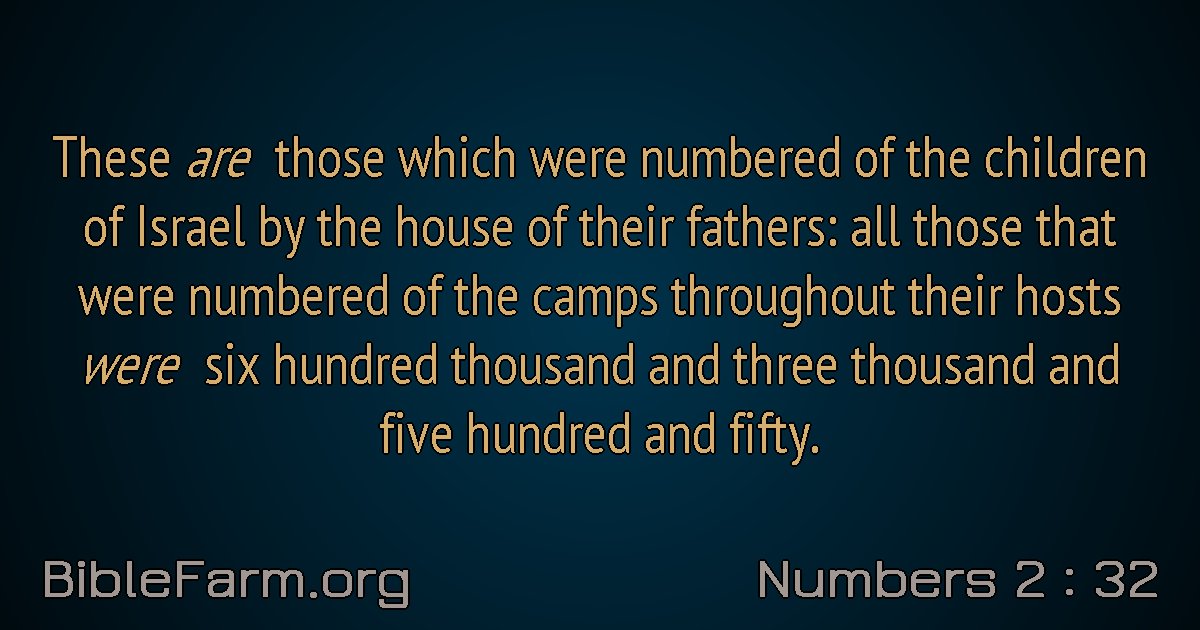 These are those which were numbered of the children
of Israel by the house of their fathers: all those that
were numbered of the camps throughout their hosts
were six hundred thousand and three thousand and
five hundred and fifty.
BibleFarm.org
Numbers 2 : 32